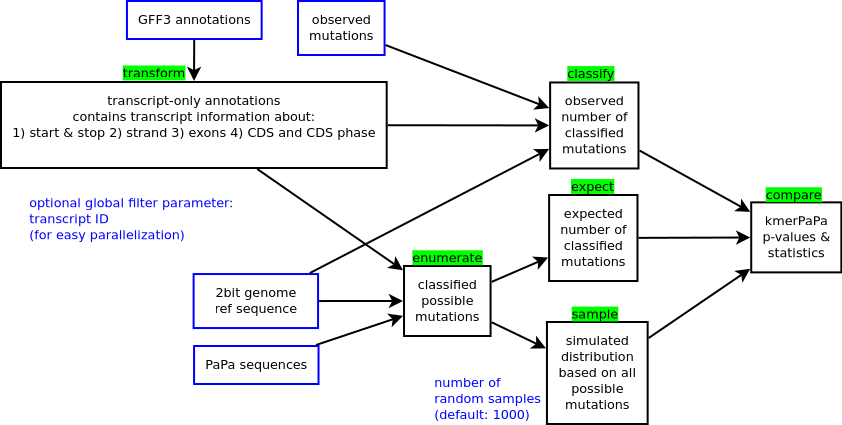 GFF3 annotations
observed
mutations
transform
transcript-only annotations
contains transcript information about:
1) start & stop 2) strand 3) exons 4) CDS and CDS phase
classify
observed
number of
classified
mutations
optional global filter parameter:
transcript ID
(for easy parallelization)
expect
expected
number of
classified
mutations
compare
kmerPaPa
p-values &
statistics
enumerate
classified
possible
mutations
2bit genome
ref sequence
PaPa sequences
sample
simulated
distribution
based on all
possible
mutations
number of
random samples
(default: 1000)